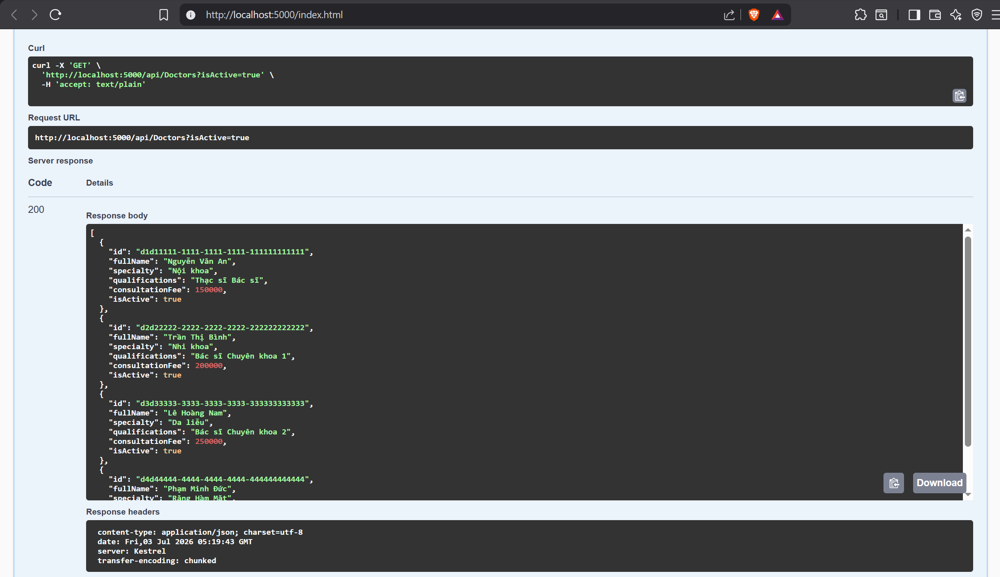 http://localhost:5000/index.html
Curl
curl -X 'GET' \
  'http://localhost:5000/api/Doctors?isActive=true' \
  -H 'accept: text/plain'
Request URL
http://localhost:5000/api/Doctors?isActive=true
Server response
Code Details
200
Response body
[
  {
    "id": "d1d11111-1111-1111-1111-111111111111",
    "fullName": "Nguyễn Văn An",
    "specialty": "Nội khoa",
    "qualifications": "Thạc sĩ Bác sĩ",
    "consultationFee": 150000,
    "isActive": true
  },
  {
    "id": "d2d22222-2222-2222-2222-222222222222",
    "fullName": "Trần Thị Bình",
    "specialty": "Nhi khoa",
    "qualifications": "Bác sĩ Chuyên khoa 1",
    "consultationFee": 200000,
    "isActive": true
  },
  {
    "id": "d3d33333-3333-3333-3333-333333333333",
    "fullName": "Lê Hoàng Nam",
    "specialty": "Da liễu",
    "qualifications": "Bác sĩ Chuyên khoa 2",
    "consultationFee": 250000,
    "isActive": true
  },
  {
    "id": "d4d44444-4444-4444-4444-444444444444",
    "fullName": "Phạm Minh Đức",
    "specialty": "Răng Hàm Mặt",
Download
Response headers
content-type: application/json; charset=utf-8
date: Fri,03 Jul 2026 05:19:43 GMT
server: Kestrel
transfer-encoding: chunked